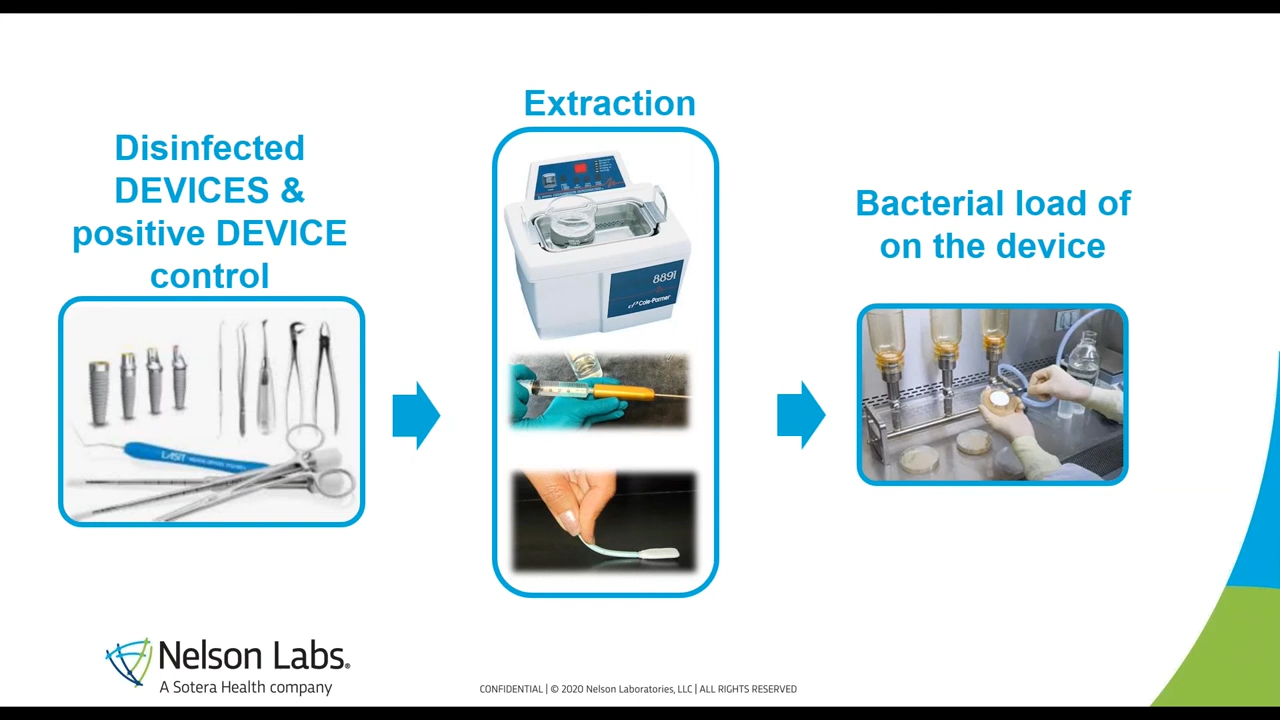 Extraction
Disinfected
DEVICES &
positive DEVICE
control
Bacterial load of
on the device
8891
Cole-Parmer
LASIT
Nelson Labs®
A Sotera Health company
CONFIDENTIAL | © 2020 Nelson Laboratories, LLC | ALL RIGHTS RESERVED